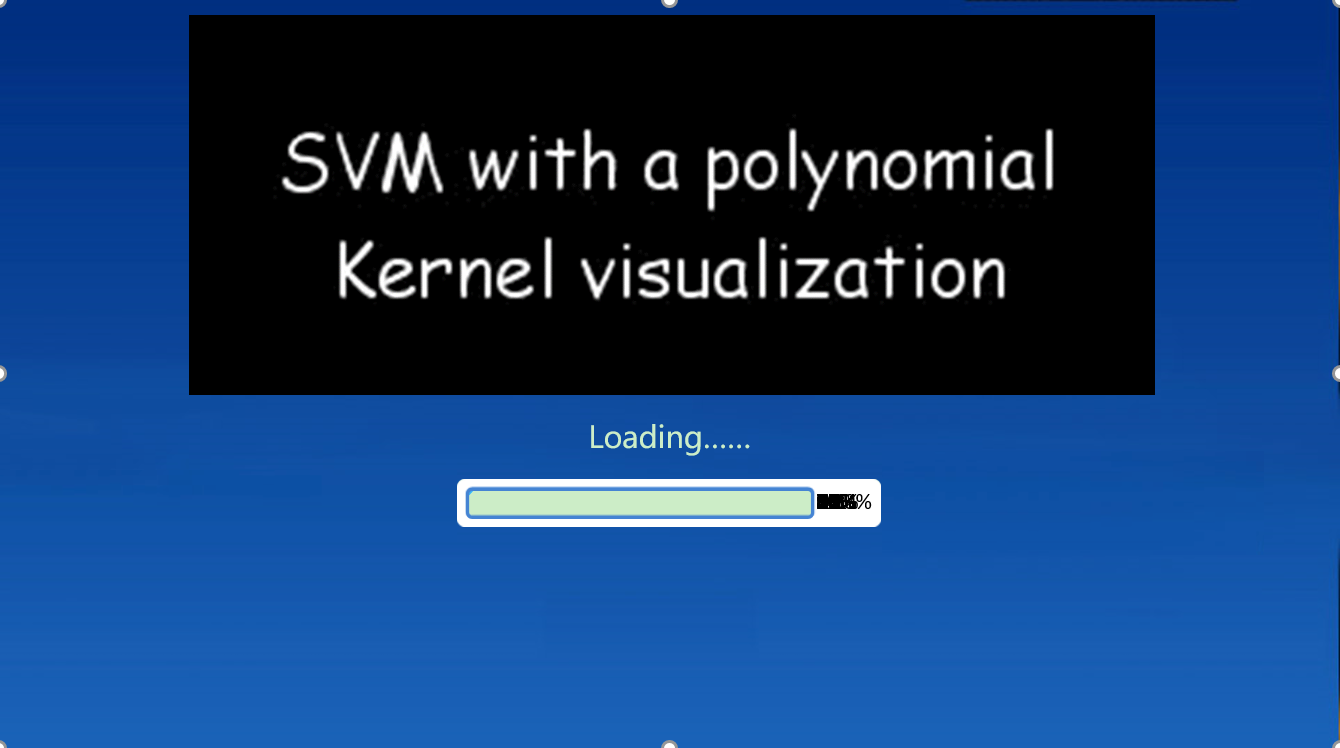 SVM with a polynomial
Kernel visualization
Loading......